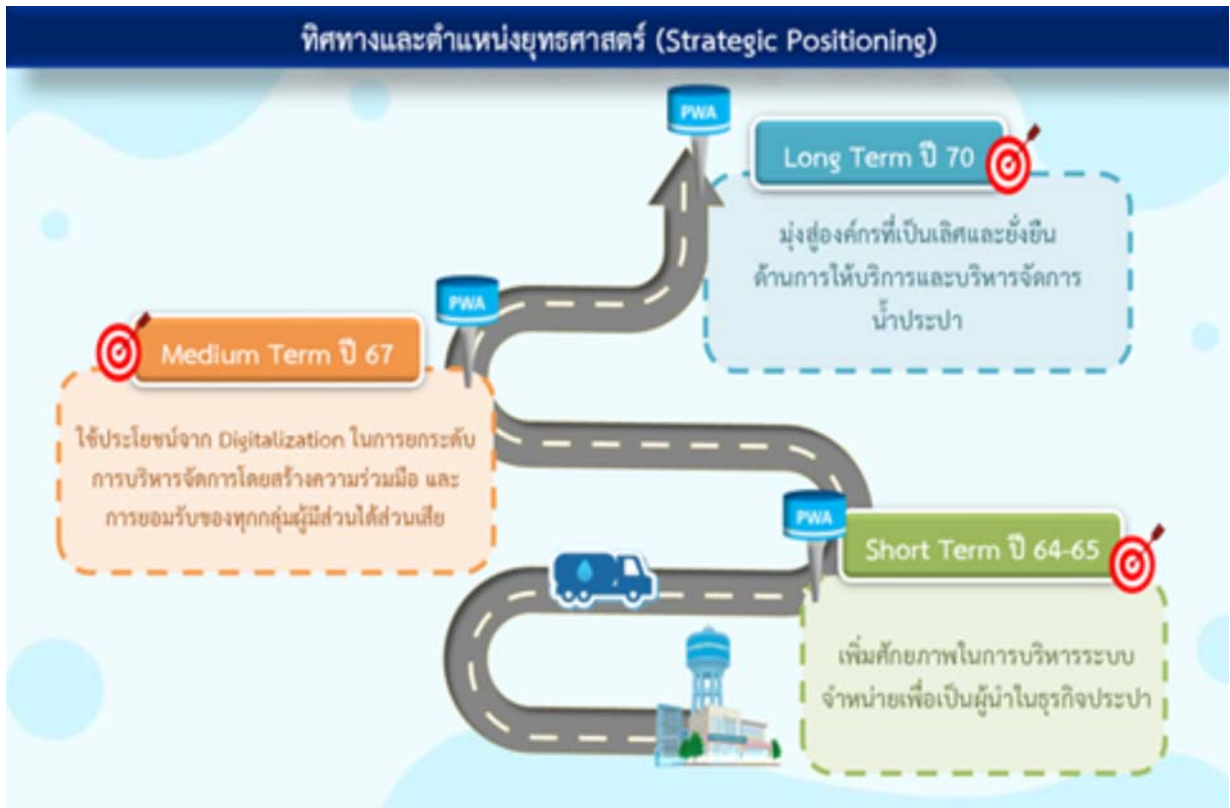 ทิศทางและตำแหน่งยุทธศาสตร์ (Strategic Positioning)
PWA
Long Term ปี 70
มุ่งสู่องค์กรที่เป็นเลิศและยั่งยืน
ด้านการให้บริการและบริหารจัดการ
น้ำประปา
PWA
Medium Term ปี 67
ใช้ประโยชน์จาก Digitalization ในการยกระดับ
การบริหารจัดการโดยสร้างความร่วมมือ และ
การยอมรับของทุกกลุ่มผู้มีส่วนได้ส่วนเสีย
PWA
Short Term ปี 64-65
เพิ่มศักยภาพในการบริหารระบบ
จำหน่ายเพื่อเป็นผู้นำในธุรกิจประปา